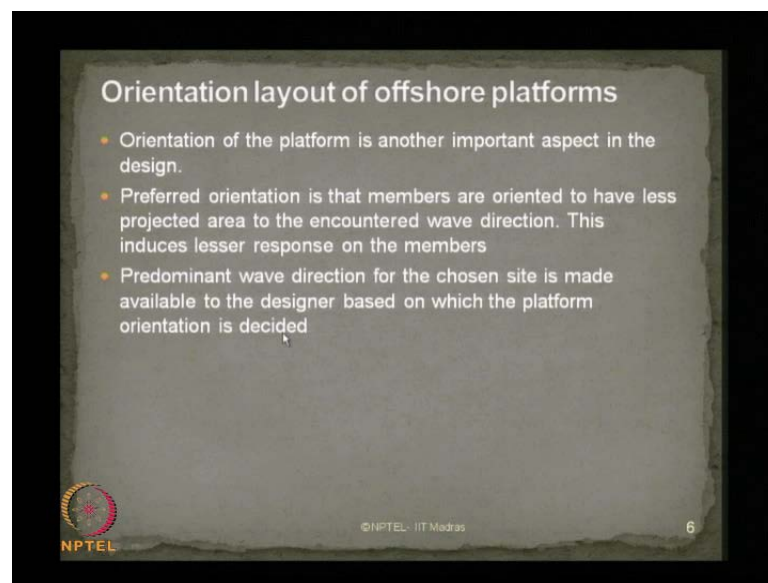 Orientation layout of offshore platforms
• Orientation of the platform is another important aspect in the
design.
• Preferred orientation is that members are oriented to have less
projected area to the encountered wave direction. This
induces lesser response on the members
• Predominant wave direction for the chosen site is made
available to the designer based on which the platform
orientation is decided
©NPTEL- IIT Madras
6
NPTEL